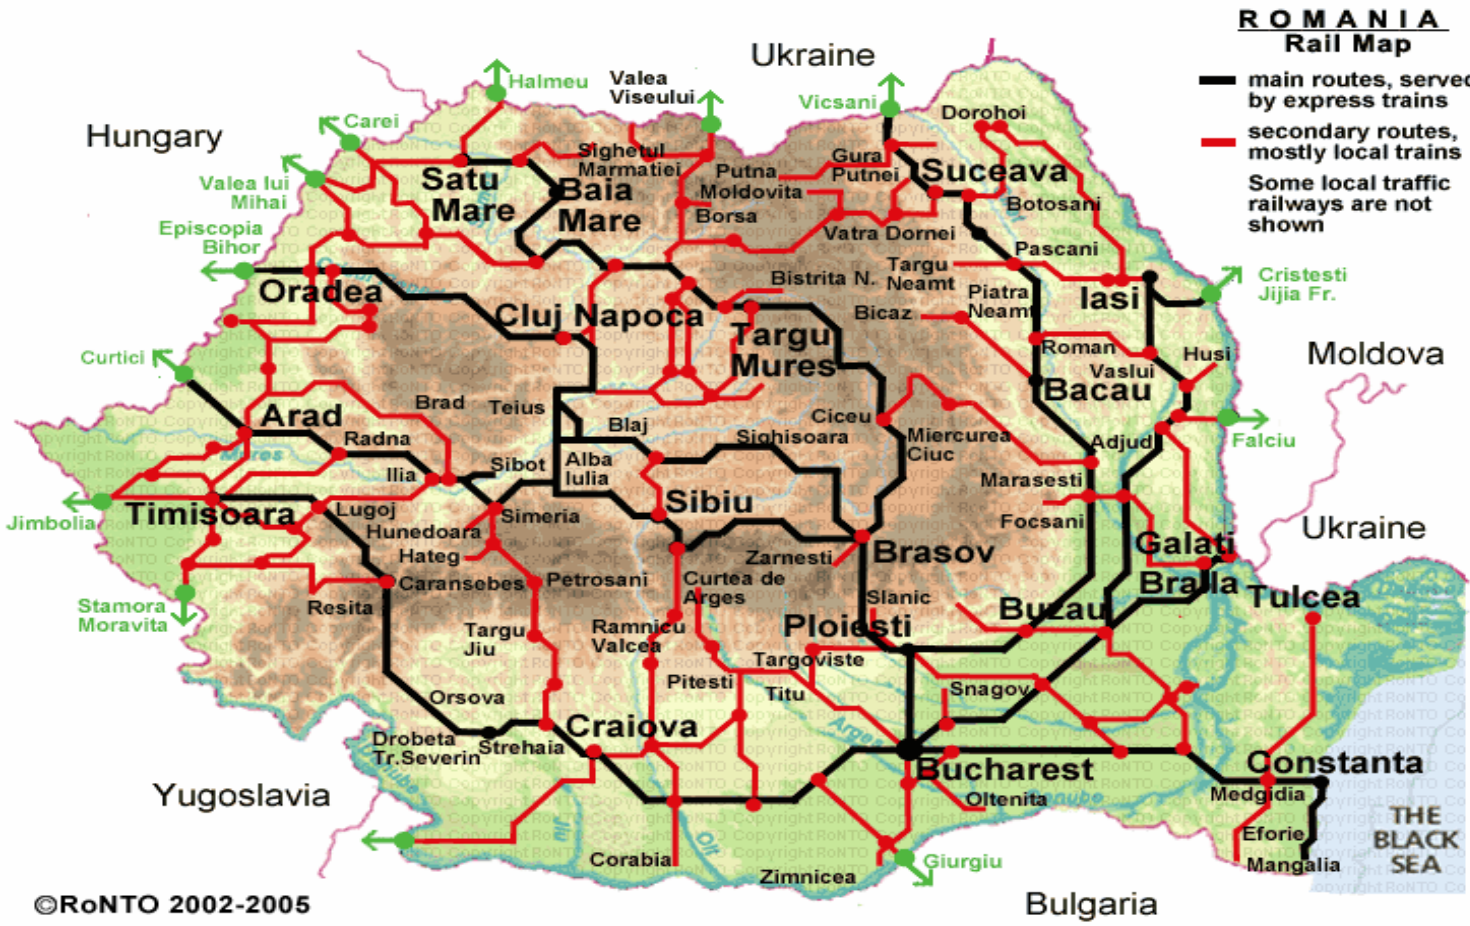 ROMANIA
Rail Map
main routes, served
by express trains
secondary routes,
mostly local trains
Some local traffic
railways are not
shown
Ukraine
Hungary
Halmeu
Valea
Viseului
Vicsani
Dorohoi
Carei
Sighetul
Marmatiei
Putna
Gura
Putnei
Suceava
Valea lui
Mihai
Satu
Mare
Baia
Mare
Moldovita
Borsa
Botosani
Episcopia
Bihor
Vatra Dornei
Pascani
Oradea
Bistrita N.
Targu
Neamt
Piatra
Neamt
Iasi
Cristesti
Jijia Fr.
Cluj Napoca
Targu
Mures
Bicaz
Roman
Vaslui
Husi
Moldova
Curtici
Bacau
Arad
Brad
Teius
Blaj
Ciceu
Sighisoara
Miercurea
Ciuc
Adjud
Falciu
Radna
Mures
Ilia
Sibot
Alba
Iulia
Marasesti
Jimbolia
Timisoara
Lugoj
Simeria
Sibiu
Focsani
Ukraine
Hunedoara
Hateg
Zarnesti
Brasov
Galati
Caransebes
Petrosani
Curtea de
Arges
Slanic
Braila
Tulcea
Stamora
Moravita
Resita
Buzau
Targu
Jiu
Ramnicu
Valcea
Ploiesti
Targoviste
Pitesti
Titu
Snagov
Orsova
Craiova
Arges
Drobeta
Tr.Severin
Strehaia
Bucharest
Constanta
Yugoslavia
Danube
Oltenita
Danube
Medgidia
Jiu
Olt
THE
BLACK
SEA
Eforie
Mangalia
Corabia
Zimnicea
Giurgiu
©RoNTO 2002-2005
Bulgaria